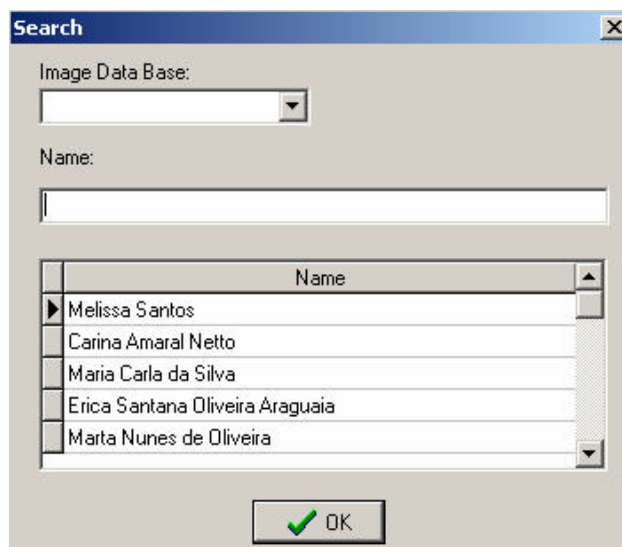 Search
Image Data Base:
Name:
Name
Melissa Santos
Carina Amaral Netto
Maria Carla da Silva
Erica Santana Oliveira Araguaia
Marta Nunes de Oliveira
OK